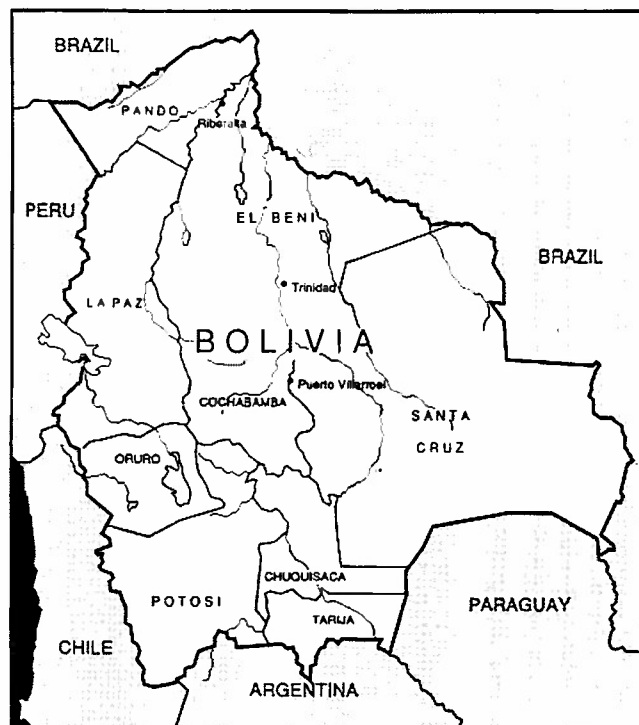 BRAZIL
PANDO
Riberalta
PERU
EL BENI
BRAZIL
Trinidad
LA PAZ
BOLIVIA
Puerto Villarroel
COCHABAMBA
SANTA
CRUZ
ORURO
CHUQUISACA
POTOSI
PARAGUAY
TARIJA
CHILE
ARGENTINA